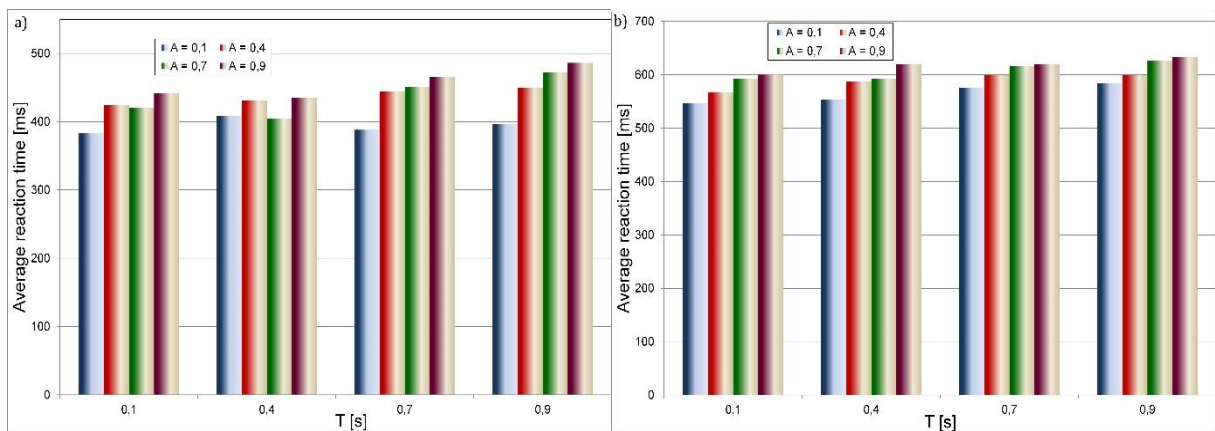 a)
A = 0,1 A = 0,4
A = 0,7 A = 0,9
Average reaction time [ms]
500
400
300
200
100
0
0,1 0,4 0,7 0,9
T [s]
b)
A = 0,1 A = 0,4
A = 0,7 A = 0,9
Average reaction time [ms]
700
600
500
400
300
200
100
0
0,1 0,4 0,7 0,9
T [s]